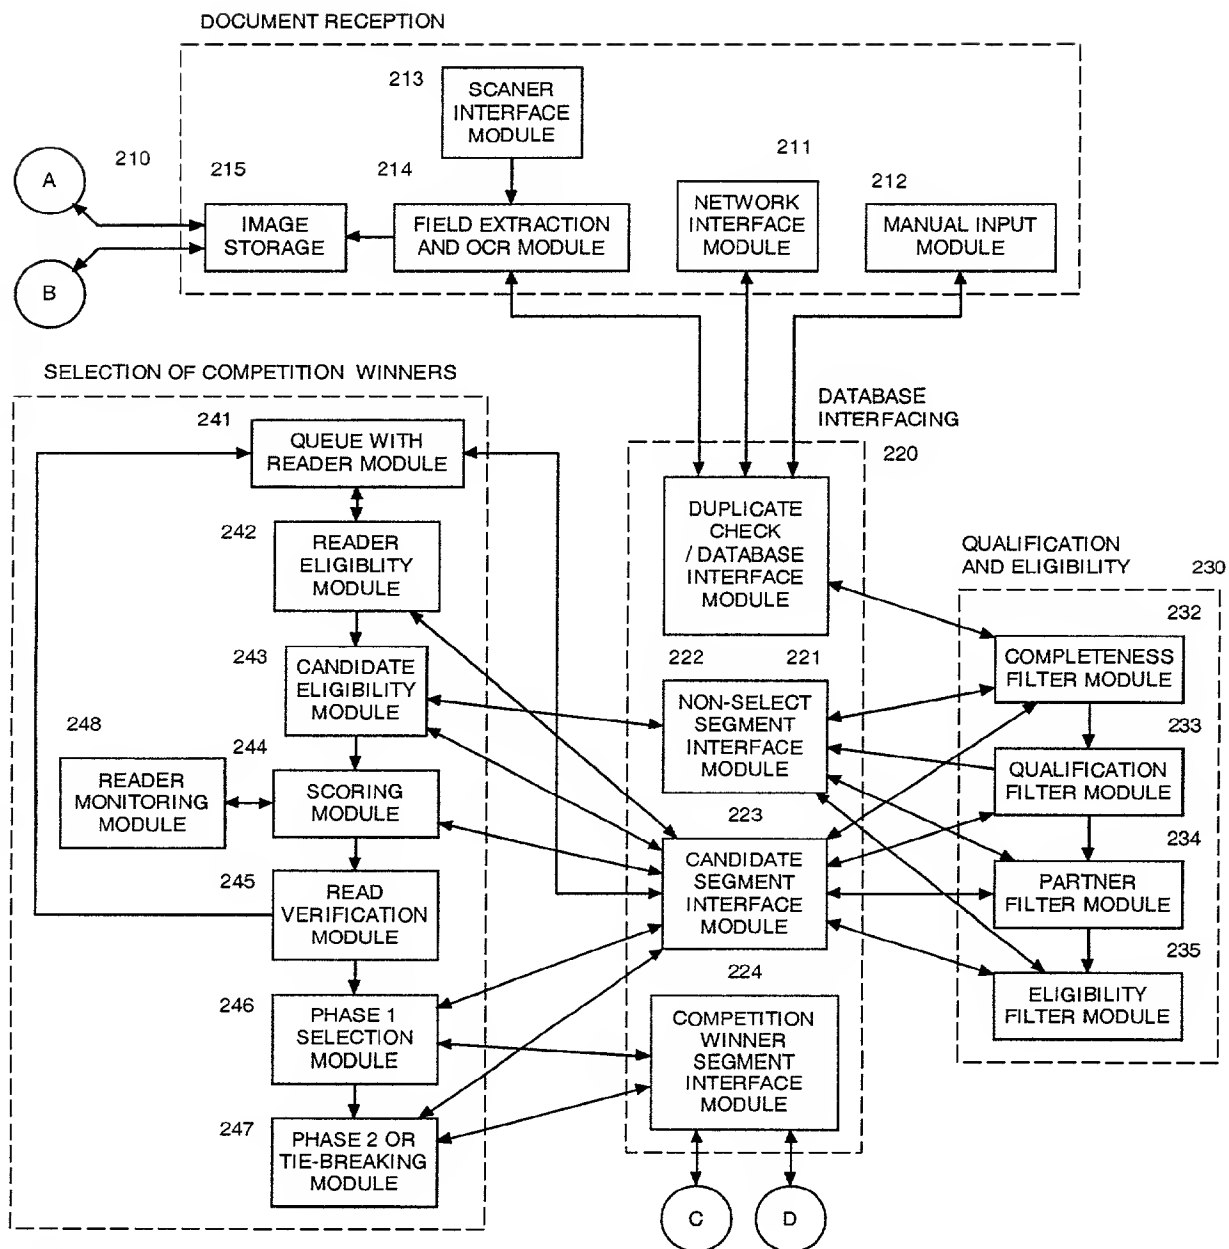 DOCUMENT RECEPTION
213
SCANER
INTERFACE
MODULE
210
215
214
211
212
A
IMAGE
STORAGE
FIELD EXTRACTION
AND OCR MODULE
NETWORK
INTERFACE
MODULE
MANUAL INPUT
MODULE
B
SELECTION OF COMPETITION WINNERS
DATABASE
INTERFACING
241
QUEUE WITH
READER MODULE
220
242
READER
ELIGIBLITY
MODULE
DUPLICATE
CHECK
/ DATABASE
INTERFACE
MODULE
QUALIFICATION
AND ELIGIBILITY
230
232
243
CANDIDATE
ELIGIBILITY
MODULE
222
221
NON-SELECT
SEGMENT
INTERFACE
MODULE
COMPLETENESS
FILTER MODULE
233
248
244
READER
MONITORING
MODULE
SCORING
MODULE
QUALIFICATION
FILTER MODULE
223
234
245
READ
VERIFICATION
MODULE
CANDIDATE
SEGMENT
INTERFACE
MODULE
PARTNER
FILTER MODULE
235
224
246
PHASE 1
SELECTION
MODULE
COMPETITION
WINNER
SEGMENT
INTERFACE
MODULE
ELIGIBILITY
FILTER MODULE
247
PHASE 2 OR
TIE-BREAKING
MODULE
C
D